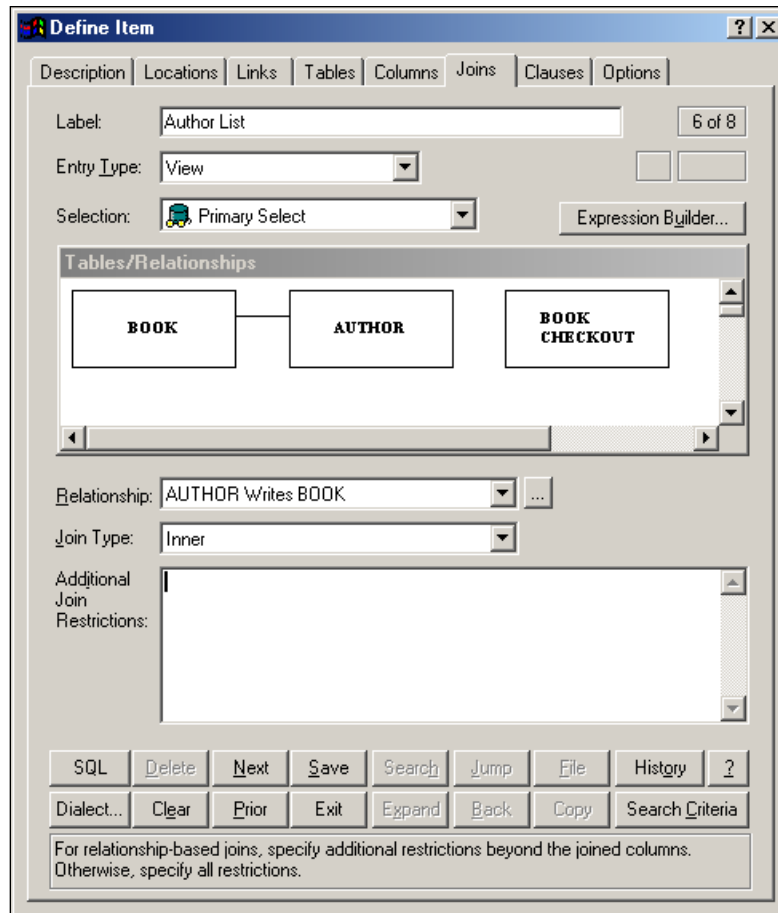 Define Item
Description Locations Links Tables Columns Joins Clauses Options
Label: Author List 6 of 8
Entry Type: View
Selection: Primary Select Expression Builder...
Tables/Relationships
BOOK AUTHOR BOOK
CHECKOUT
Relationship: AUTHOR Writes BOOK ...
Join Type: Inner
Additional
Join
Restrictions:
SQL Delete Next Save Search Jump File History ?
Dialect... Clear Prior Exit Expand Back Copy Search Criteria
For relationship-based joins, specify additional restrictions beyond the joined columns.
Otherwise, specify all restrictions.